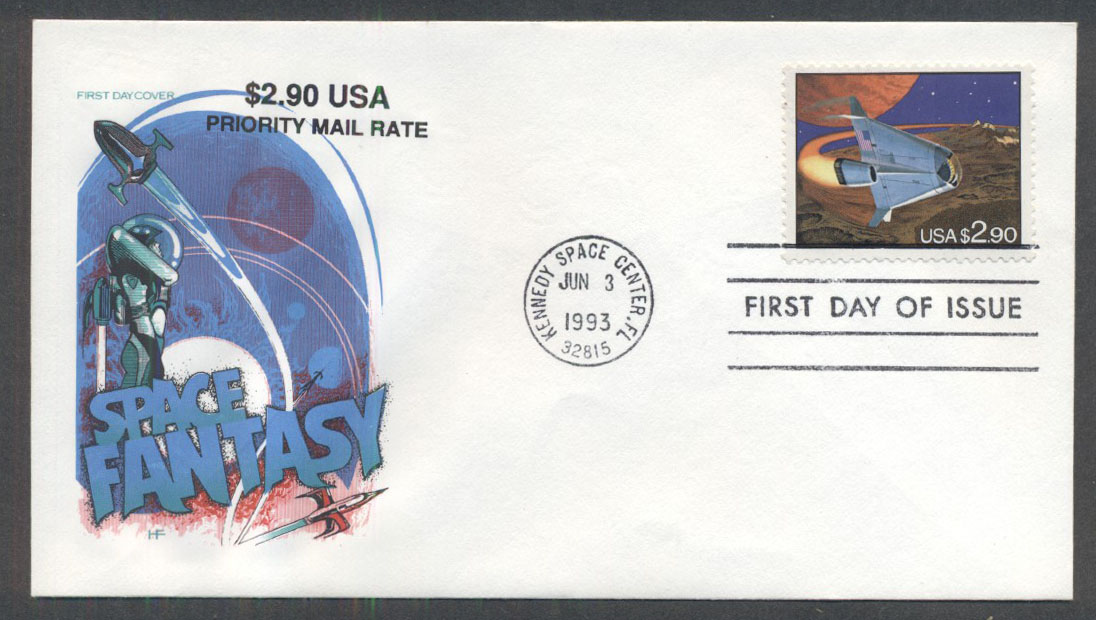 FIRST DAY COVER
$2.90 USA
PRIORITY MAIL RATE
SPACE
FANTASY
HF
USA $2.90
KENNEDY SPACE CENTER, FL
JUN 3
1993
32815
FIRST DAY OF ISSUE